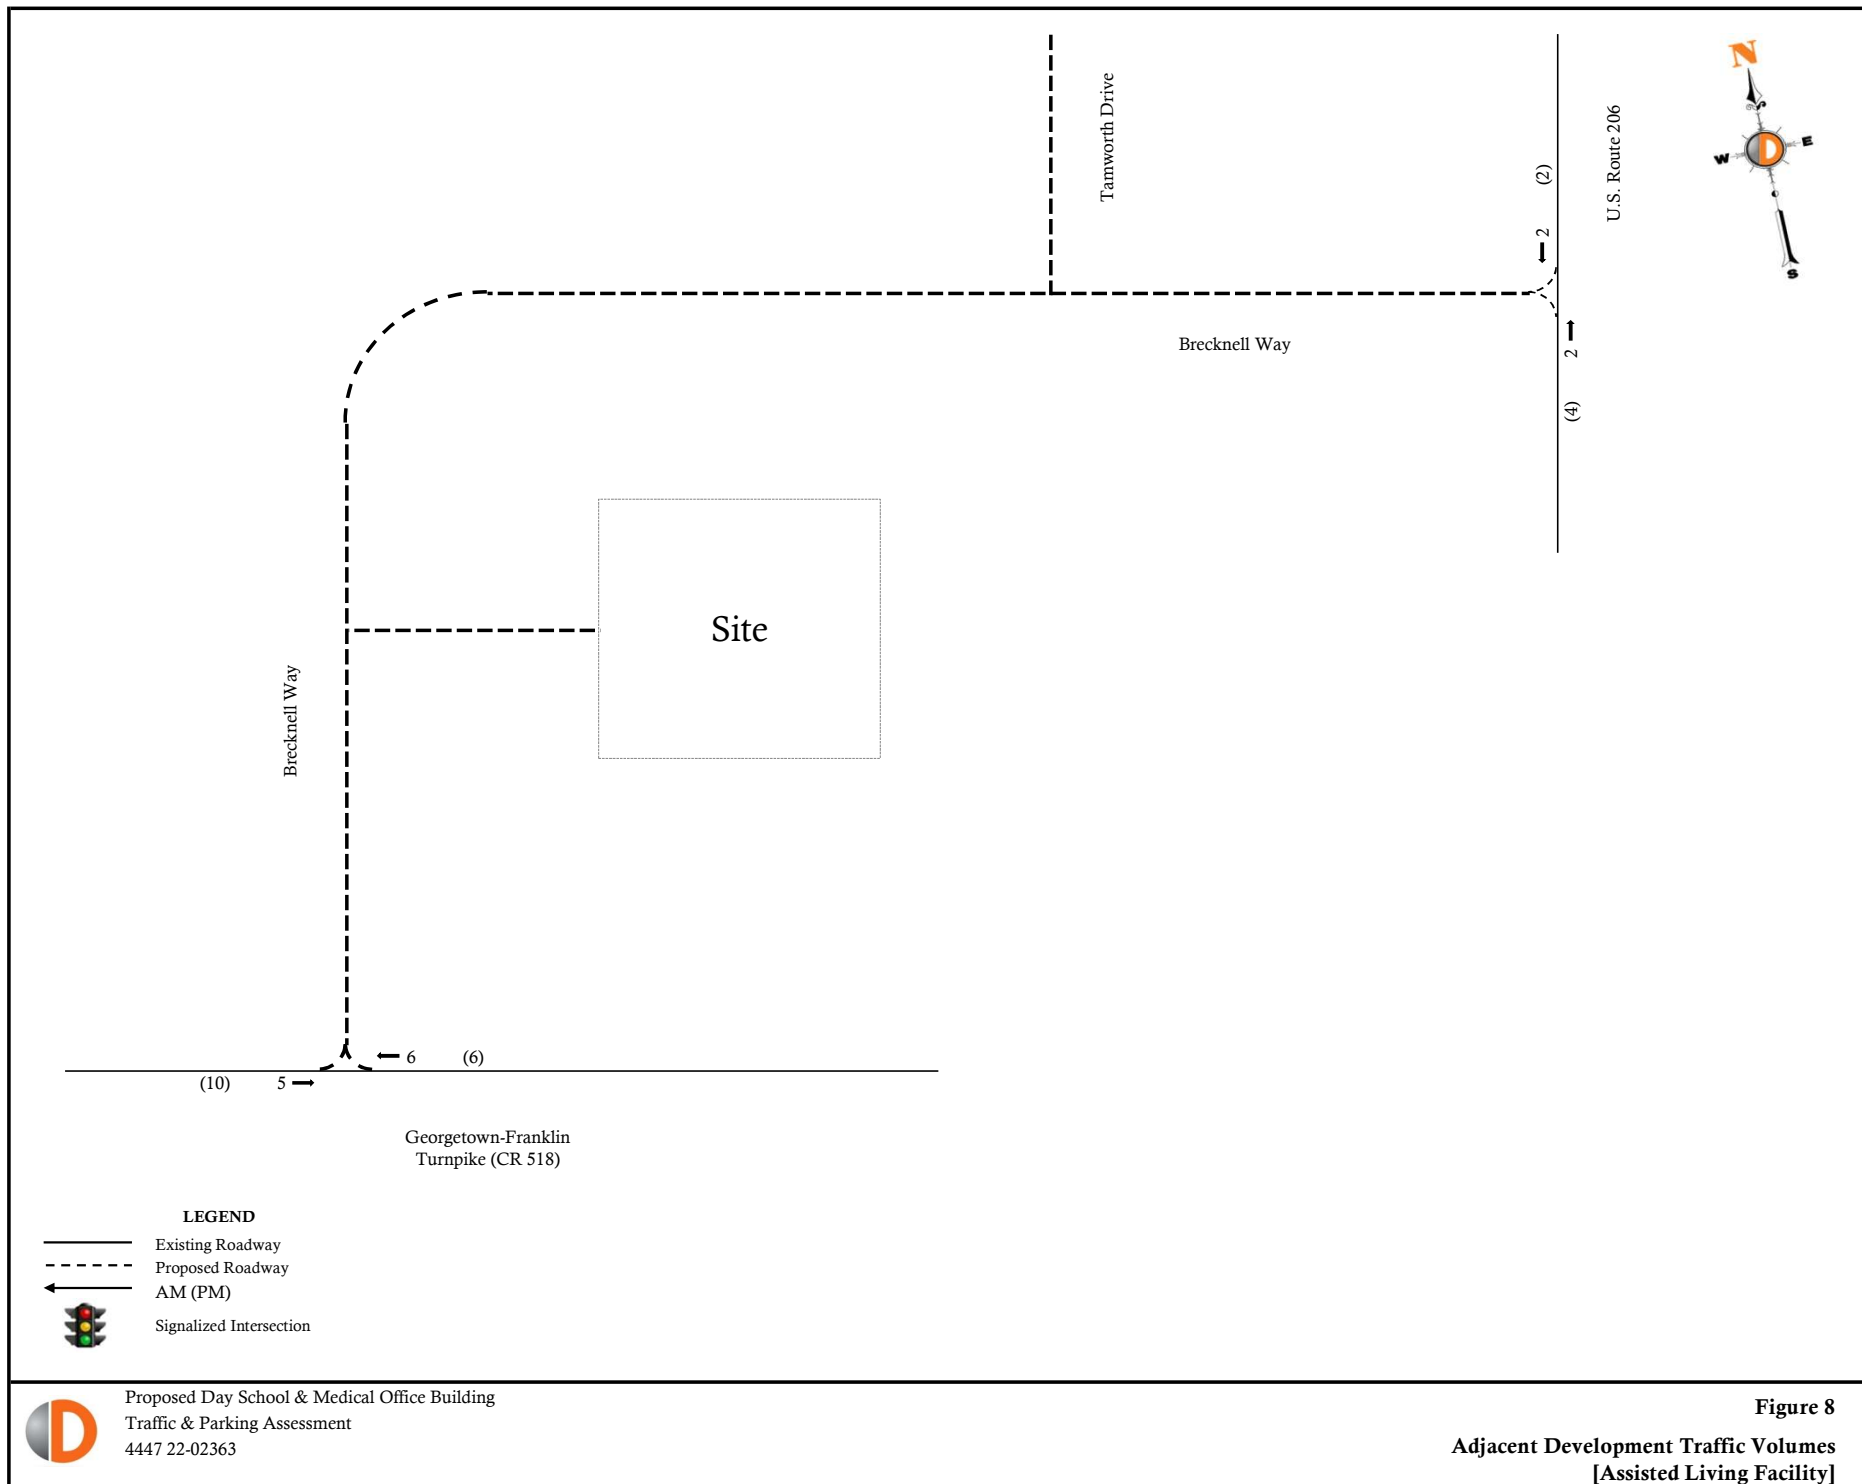 N
W
E
S
D
Tamworth Drive
U.S. Route 206
(2)
2
2
(4)
Brecknell Way
Site
Brecknell Way
6 (6)
(10) 5
Georgetown-Franklin
Turnpike (CR 518)
LEGEND
Existing Roadway
Proposed Roadway
AM (PM)
Signalized Intersection
D
Proposed Day School & Medical Office Building
Traffic & Parking Assessment
4447 22-02363
Figure 8
Adjacent Development Traffic Volumes
[Assisted Living Facility]